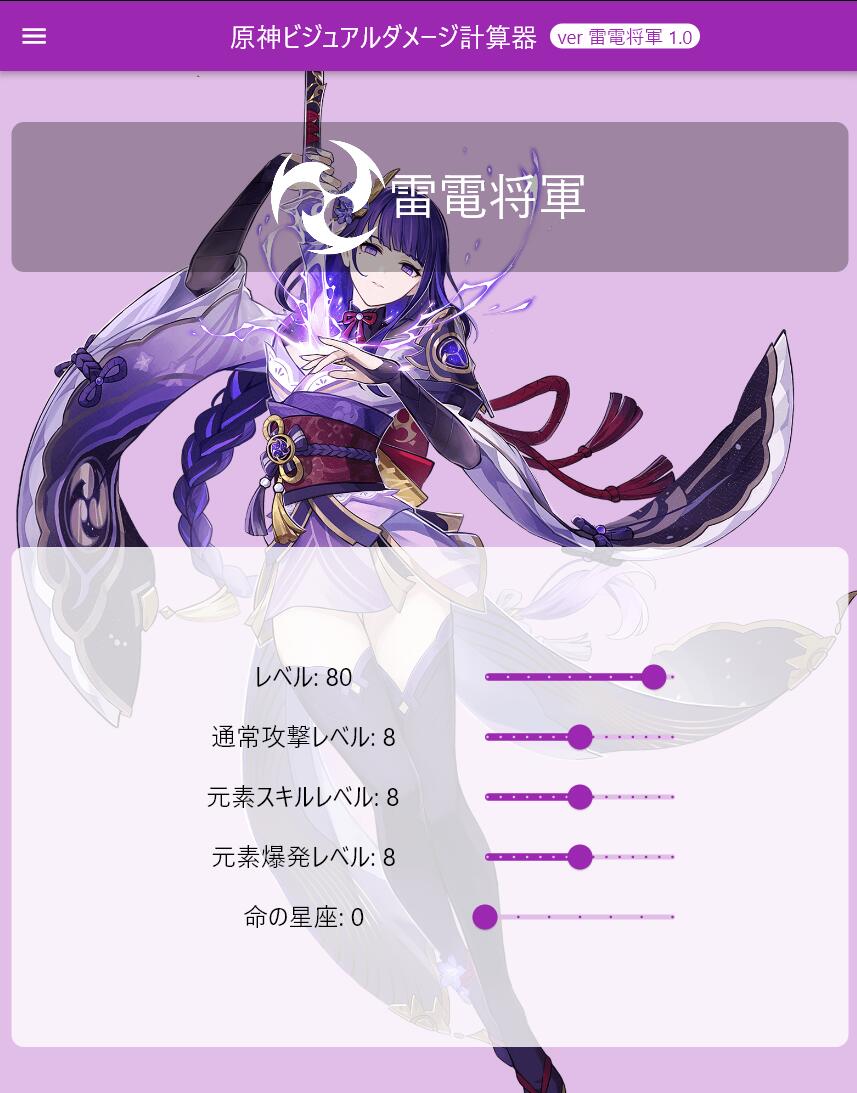 原神ビジュアルダメージ計算器 ver 雷電将軍 1.0
雷電将軍
レベル: 80
通常攻撃レベル: 8
元素スキルレベル: 8
元素爆発レベル: 8
命の星座: 0